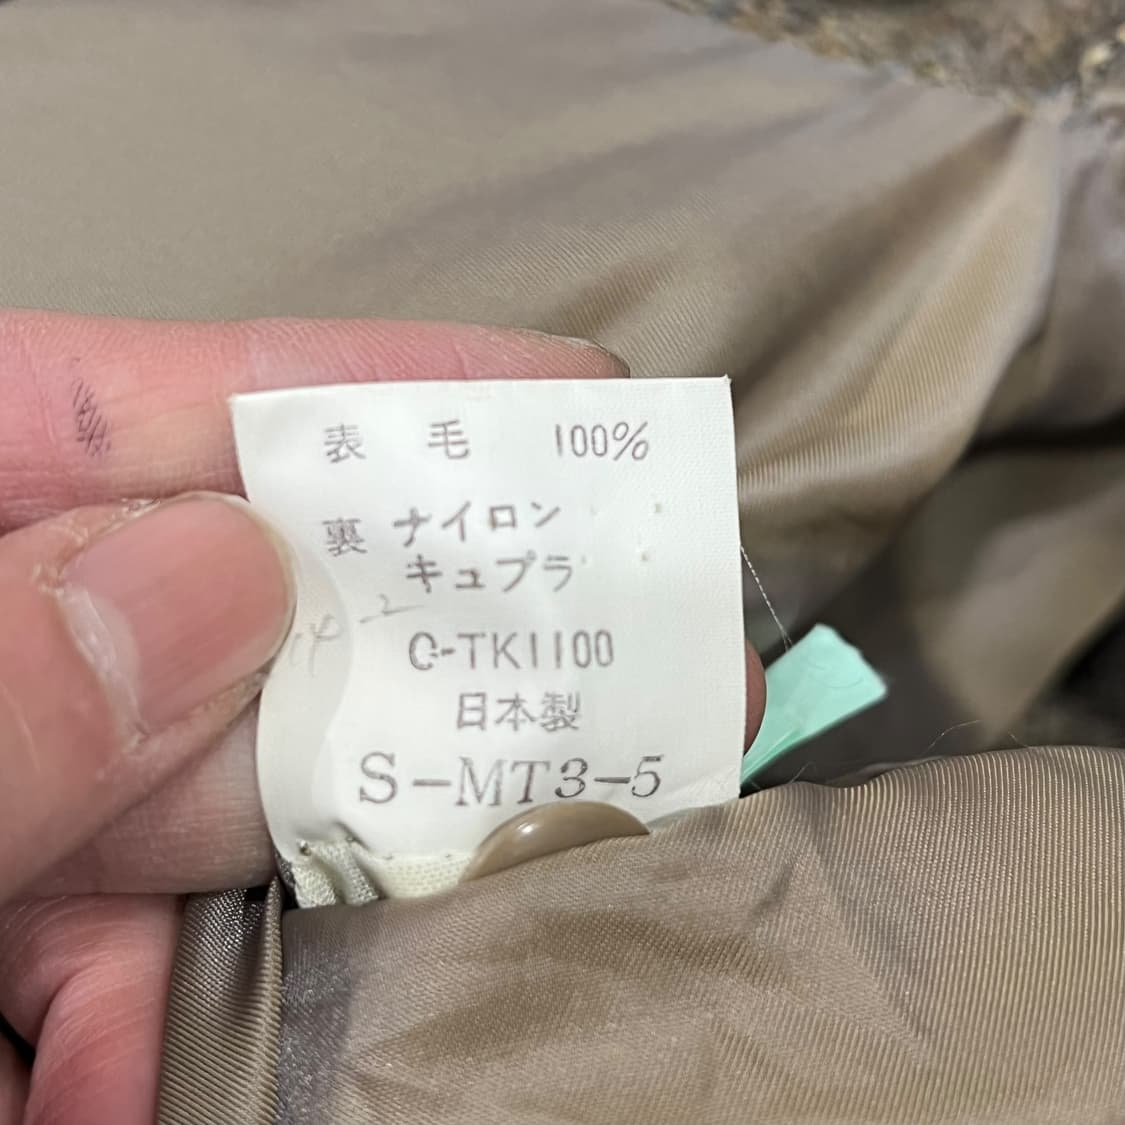 表 毛 100%
裏 ナイロン
キュプラ
C-TK1100
日本製
S-MT3-5